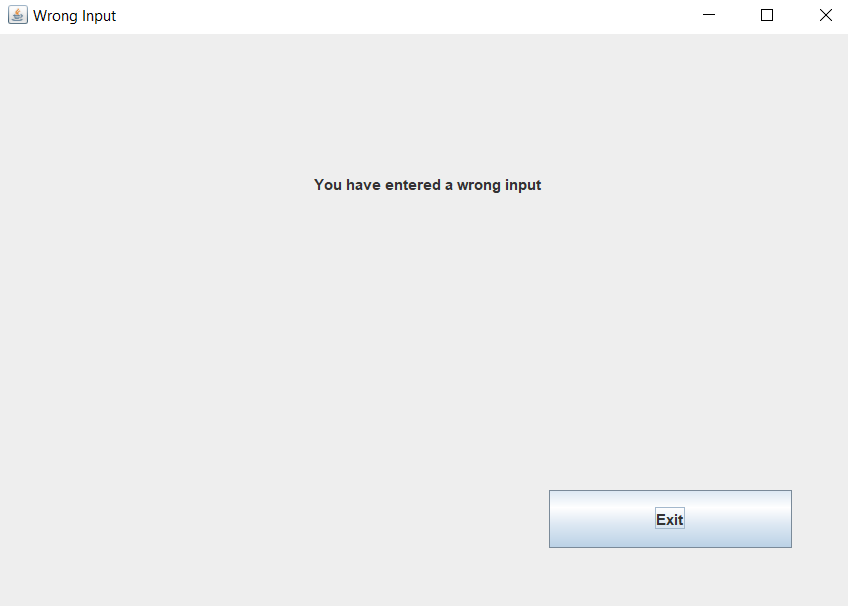 Wrong Input
You have entered a wrong input
Exit